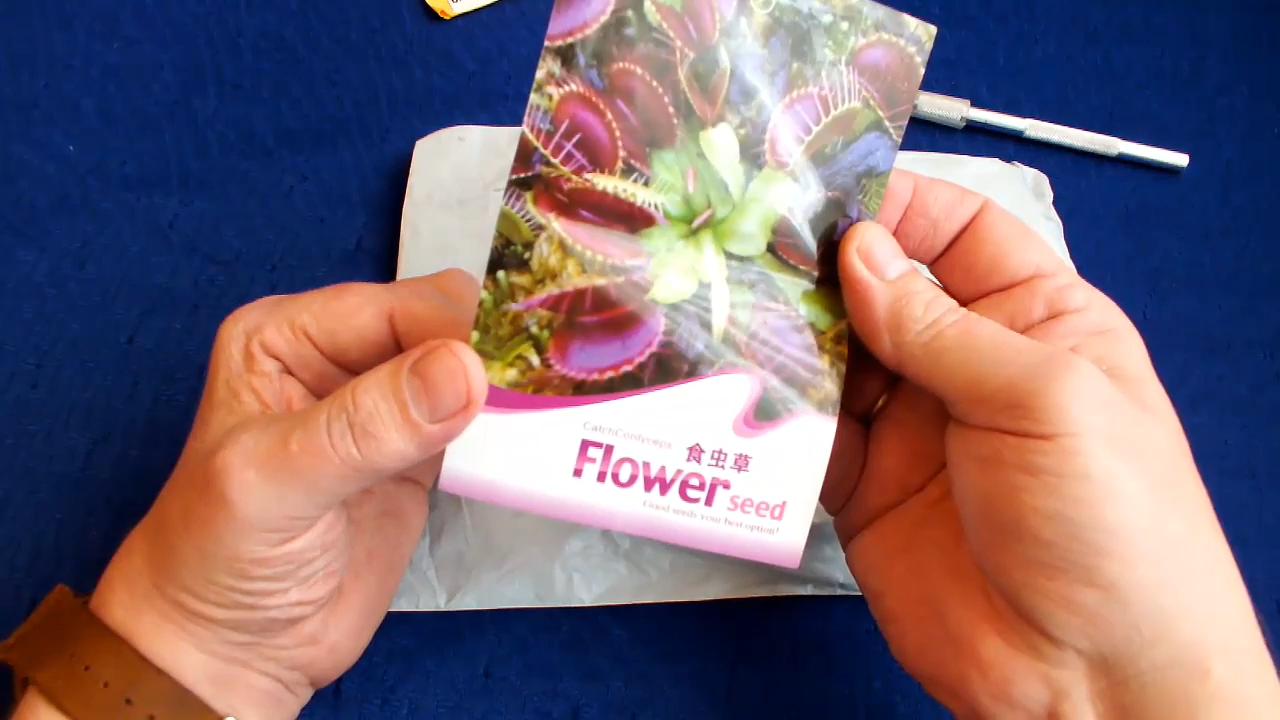 CatchCordyceps 食虫草
Flower seed
Good seeds your best option!